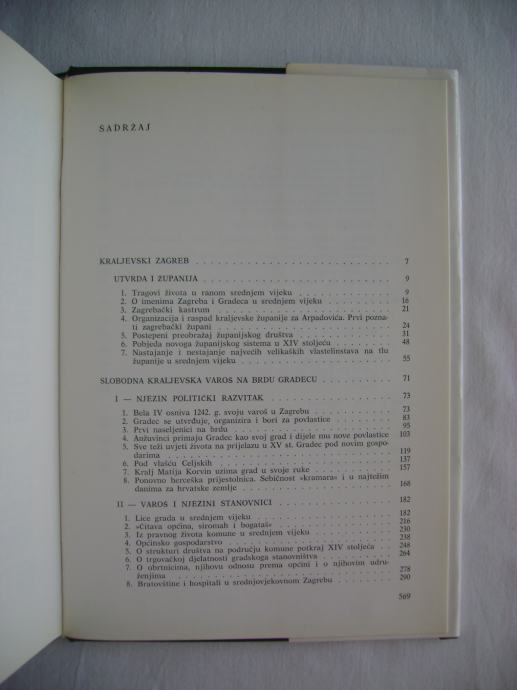 SADRŽAJ
KRALJEVSKI ZAGREB . . . . . . . . . . . . . . . . . . . . 7
UTVRDA I ŽUPANIJA . . . . . . . . . . . . . . . . . . . . 9
1. Tragovi života u ranom srednjem vijeku . . . . . . . . . . 9
2. O imenima Zagreba i Gradeca u srednjem vijeku . . . . . . 16
3. Zagrebački kastrum . . . . . . . . . . . . . . . . . . 21
4. Organizacija i raspad kraljevske županije za Arpadovića. Prvi pozna-
ti zagrebački župani . . . . . . . . . . . . . . . . . . 24
5. Postepeni preobražaj županijskog društva . . . . . . . . . 31
6. Pobjeda novoga županijskog sistema u XIV stoljeću . . . . . 48
7. Nastajanje i nestajanje najvećih velikaških vlastelinstava na tlu
županije u srednjem vijeku . . . . . . . . . . . . . . . 55
SLOBODNA KRALJEVSKA VAROŠ NA BRDU GRADECU . . . . . . . . 71
I — NJEZIN POLITIČKI RAZVITAK . . . . . . . . . . . . . . 73
1. Bela IV osniva 1242. g. svoju varoš u Zagrebu . . . . . . . 73
2. Gradec se utvrđuje, organizira i bori za povlastice . . . . . 83
3. Prvi naseljenici na brdu . . . . . . . . . . . . . . . . 95
4. Anžuvinci primaju Gradec kao svoj grad i dijele mu nove povlastice 103
5. Sve teži uvjeti života na prijelazu u XV st. Gradec pod novim gospo-
darima . . . . . . . . . . . . . . . . . . . . . . . 119
6. Pod vlašću Celjskih . . . . . . . . . . . . . . . . . . 137
7. Kralj Matija Korvin uzima grad u svoje ruke . . . . . . . . 157
8. Ponovno herceška prijestolnica. Sebičnost »kramara« i u najtežim
danima za hrvatske zemlje . . . . . . . . . . . . . . . 168
II — VAROŠ I NJEZINI STANOVNICI . . . . . . . . . . . . . 182
1. Lice grada u srednjem vijeku . . . . . . . . . . . . . . 182
2. »Čitava općina, siromah i bogataš« . . . . . . . . . . . . 216
3. Iz pravnog života komune u srednjem vijeku . . . . . . . . 230
4. Općinsko gospodarstvo . . . . . . . . . . . . . . . . . 238
5. O strukturi društva na području komune potkraj XIV stoljeća . . 248
6. O trgovačkoj djelatnosti gradskoga stanovništva . . . . . . . 264
7. O obrtnicima, njihovu odnosu prema općini i o njihovim udru-
ženjima . . . . . . . . . . . . . . . . . . . . . . . 278
8. Bratovštine i hospitali u srednjovjekovnom Zagrebu . . . . . 290
569